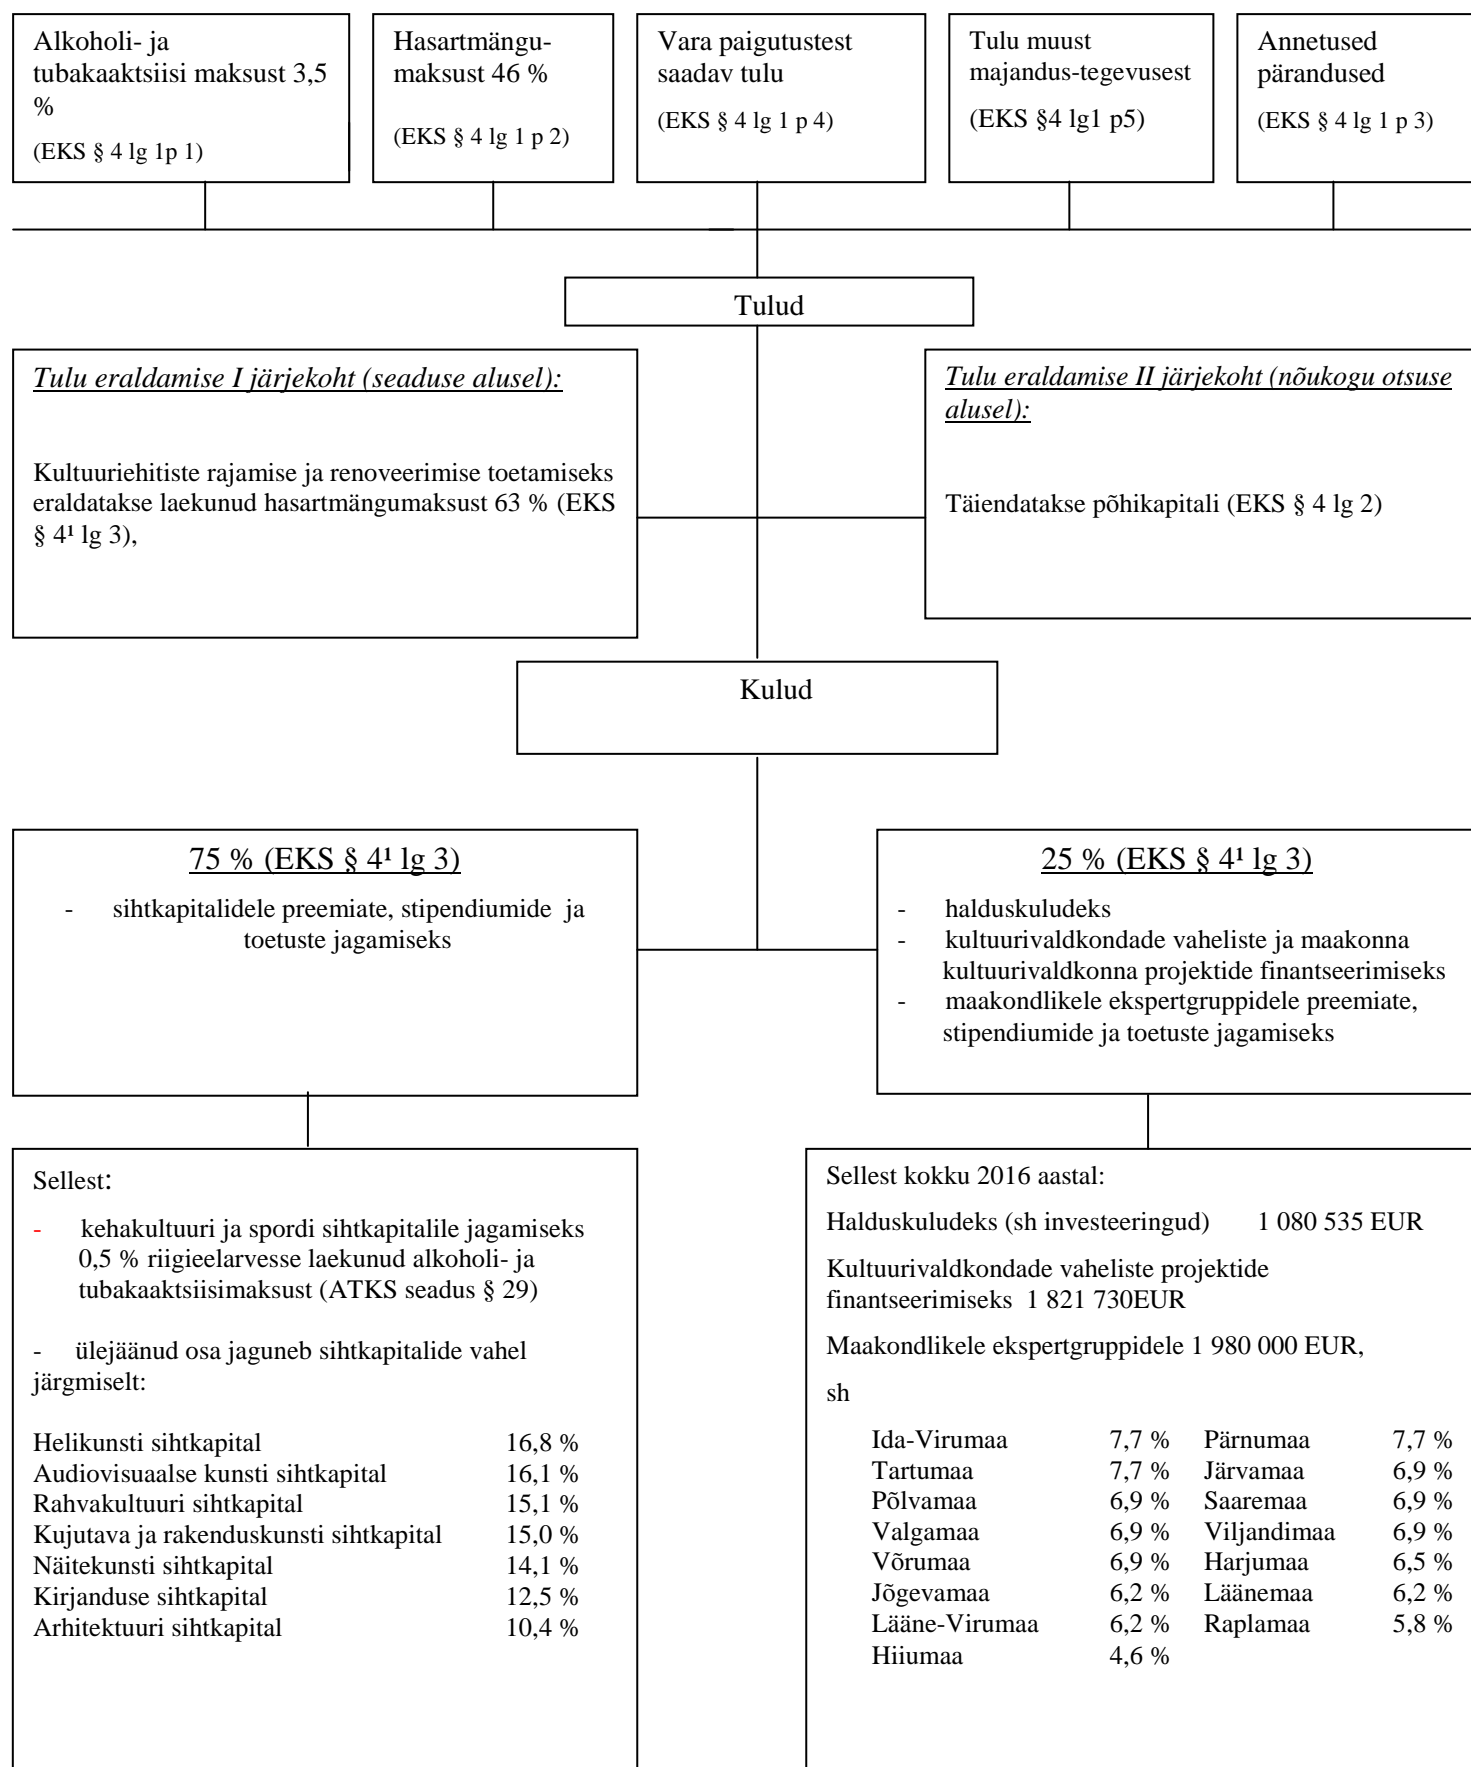 Alkoholi- ja
tubakaaktsiisi maksust 3,5
%
(EKS § 4 lg 1p 1)
Hasartmängu-
maksust 46 %
(EKS § 4 lg 1 p 2)
Vara paigutustest
saadav tulu
(EKS § 4 lg 1 p 4)
Tulu muust
majandus-tegevusest
(EKS §4 lg1 p5)
Annetused
pärandused
(EKS § 4 lg 1 p 3)
Tulud
Tulu eraldamise I järjekoht (seaduse alusel):
Kultuuriehitiste rajamise ja renoveerimise toetamiseks
eraldatakse laekunud hasartmängumaksust 63 % (EKS
§ 4¹ lg 3),
Tulu eraldamise II järjekoht (nõukogu otsuse
alusel):
Täiendatakse põhikapitali (EKS § 4 lg 2)
Kulud
75 % (EKS § 4¹ lg 3)
- sihtkapitalidele preemiate, stipendiumide ja
toetuste jagamiseks
25 % (EKS § 4¹ lg 3)
- halduskuludeks
- kultuurivaldkondade vaheliste ja maakonna
kultuurivaldkonna projektide finantseerimiseks
- maakondlikele ekspertgruppidele preemiate,
stipendiumide ja toetuste jagamiseks
Sellest:
- kehakultuuri ja spordi sihtkapitalile jagamiseks
0,5 % riigieelarvesse laekunud alkoholi- ja
tubakaaktsiisimaksust (ATKS seadus § 29)
- ülejäänud osa jaguneb sihtkapitalide vahel
järgmiselt:
Helikunsti sihtkapital 16,8 %
Audiovisuaalse kunsti sihtkapital 16,1 %
Rahvakultuuri sihtkapital 15,1 %
Kujutava ja rakenduskunsti sihtkapital 15,0 %
Näitekunsti sihtkapital 14,1 %
Kirjanduse sihtkapital 12,5 %
Arhitektuuri sihtkapital 10,4 %
Sellest kokku 2016 aastal:
Halduskuludeks (sh investeeringud) 1 080 535 EUR
Kultuurivaldkondade vaheliste projektide
finantseerimiseks 1 821 730EUR
Maakondlikele ekspertgruppidele 1 980 000 EUR,
sh
Ida-Virumaa 7,7 % Pärnumaa 7,7 %
Tartumaa 7,7 % Järvamaa 6,9 %
Põlvamaa 6,9 % Saaremaa 6,9 %
Valgamaa 6,9 % Viljandimaa 6,9 %
Võrumaa 6,9 % Harjumaa 6,5 %
Jõgevamaa 6,2 % Läänemaa 6,2 %
Lääne-Virumaa 6,2 % Raplamaa 5,8 %
Hiiumaa 4,6 %